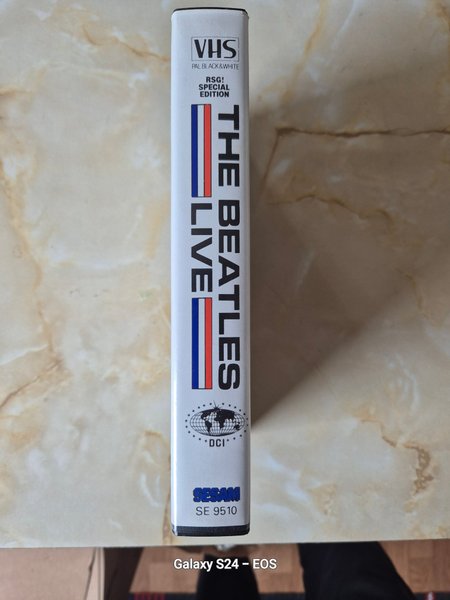 VHS
PAL BLACK&WHITE
RSG!
SPECIAL
EDITION
THE BEATLES
LIVE
DCI
SESAM
SE 9510
Galaxy S24 – EOS